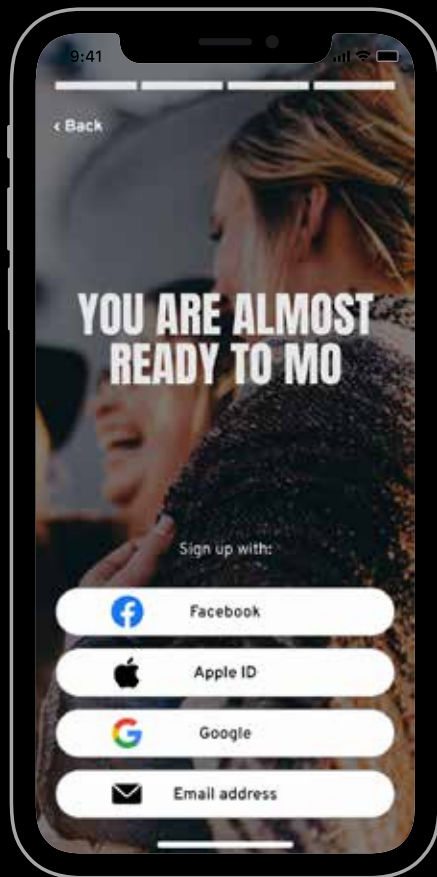 9:41
‹ Back
YOU ARE ALMOST
READY TO MO
Sign up with:
Facebook
Apple ID
Google
Email address